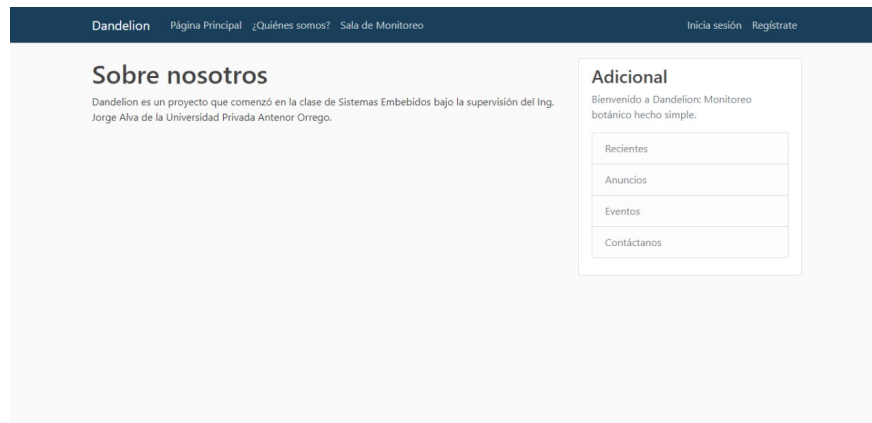 Dandelion Página Principal ¿Quiénes somos? Sala de Monitoreo Inicia sesión Regístrate
Sobre nosotros
Dandelion es un proyecto que comenzó en la clase de Sistemas Embebidos bajo la supervisión del Ing.
Jorge Alva de la Universidad Privada Antenor Orrego.
Adicional
Bienvenido a Dandelion: Monitoreo
botánico hecho simple.
Recientes
Anuncios
Eventos
Contáctanos